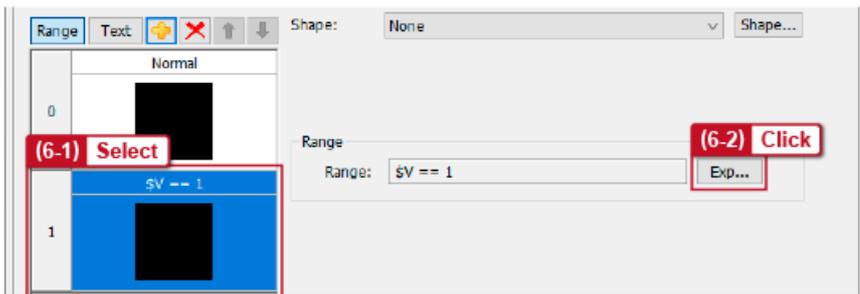 Range Text Shape: None Shape...
Normal
0
(6-1) Select
Range
(6-2) Click
$V == 1
Range: $V == 1 Exp...
1